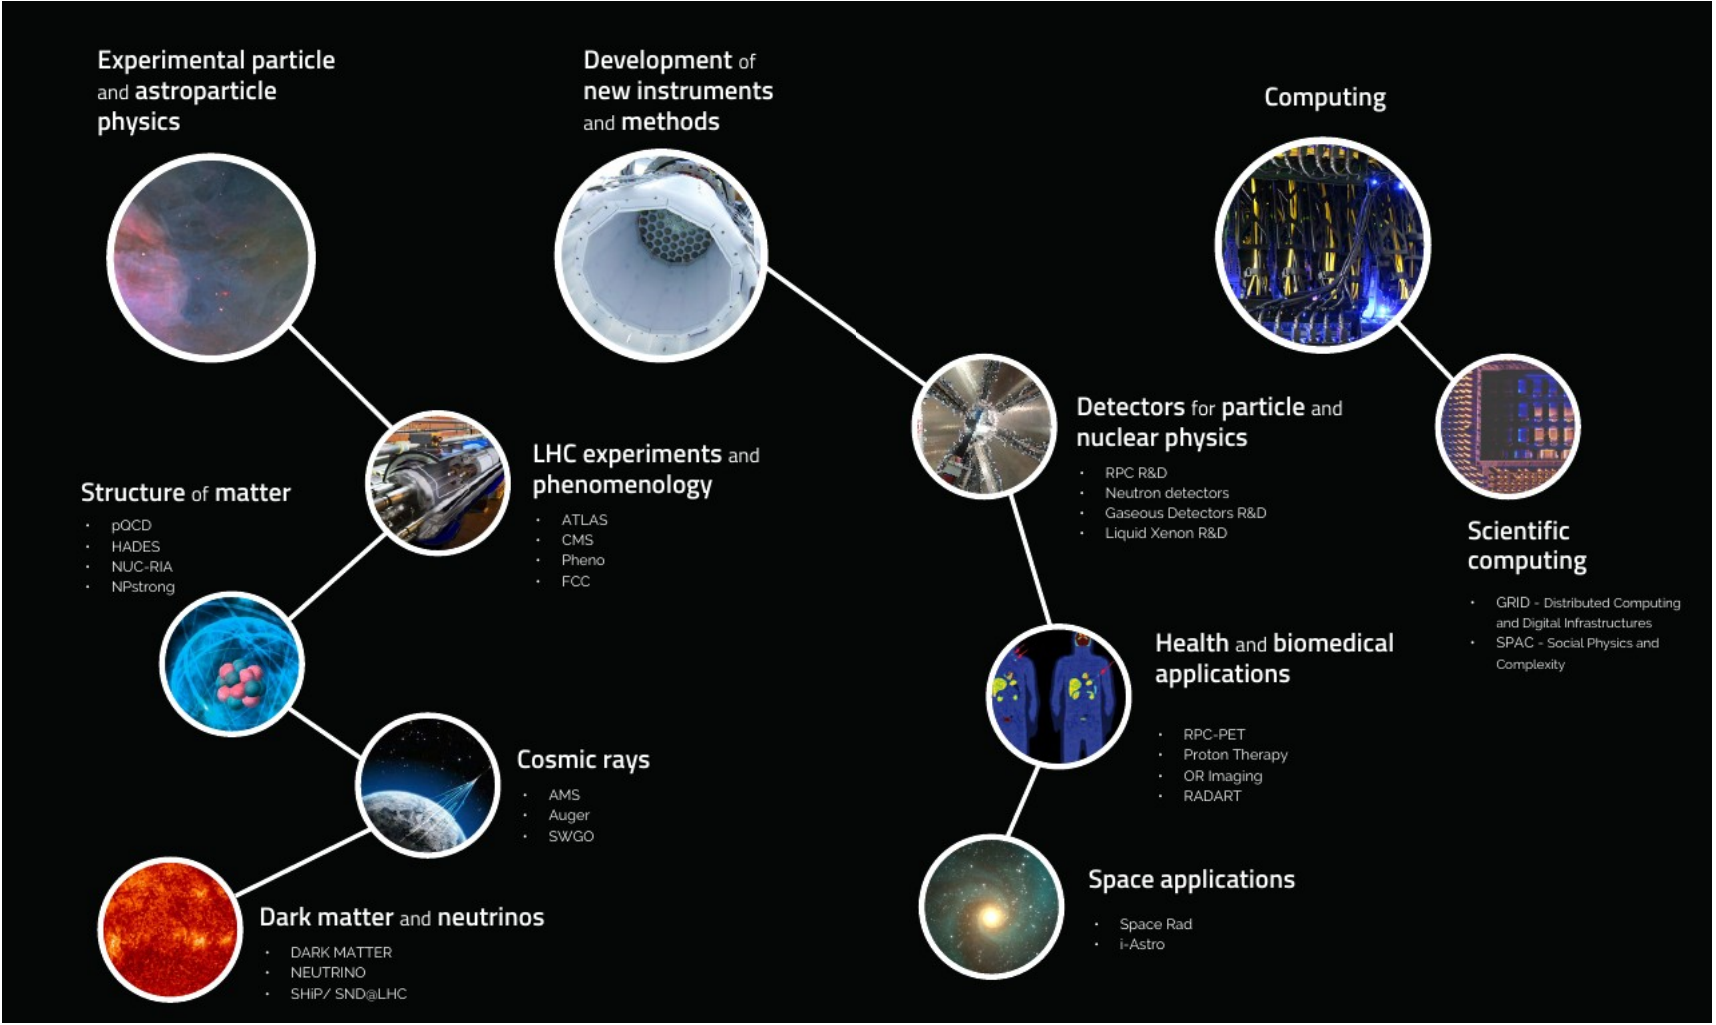 Experimental particle
and astroparticle
physics
Development of
new instruments
and methods
Computing
LHC experiments and
phenomenology
• ATLAS
• CMS
• Pheno
• FCC
Structure of matter
• pQCD
• HADES
• NUC-RIA
• NPstrong
Cosmic rays
• AMS
• Auger
• SWGO
Dark matter and neutrinos
• DARK MATTER
• NEUTRINO
• SHiP/ SND@LHC
Detectors for particle and
nuclear physics
• RPC R&D
• Neutron detectors
• Gaseous Detectors R&D
• Liquid Xenon R&D
Health and biomedical
applications
• RPC-PET
• Proton Therapy
• OR Imaging
• RADART
Space applications
• Space Rad
• i-Astro
Scientific
computing
• GRID - Distributed Computing
and Digital Infrastructures
• SPAC - Social Physics and
Complexity